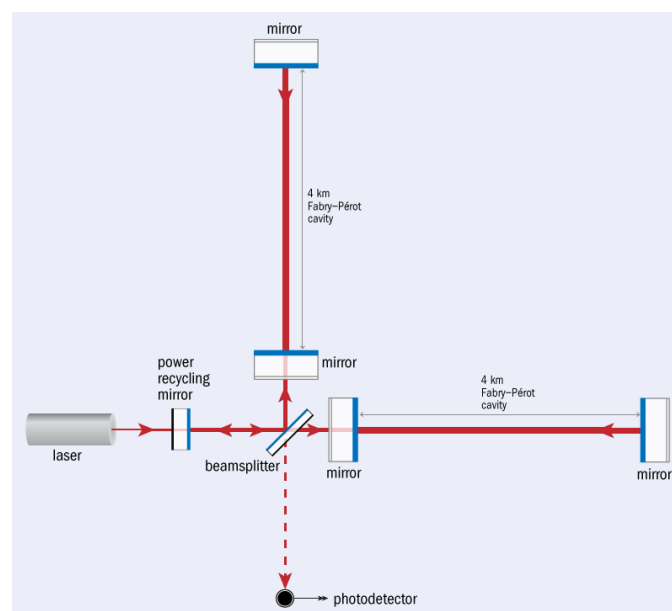 mirror
4 km
Fabry–Pérot
cavity
mirror
power
recycling
mirror
4 km
Fabry–Pérot
cavity
laser
beamsplitter
mirror
mirror
photodetector